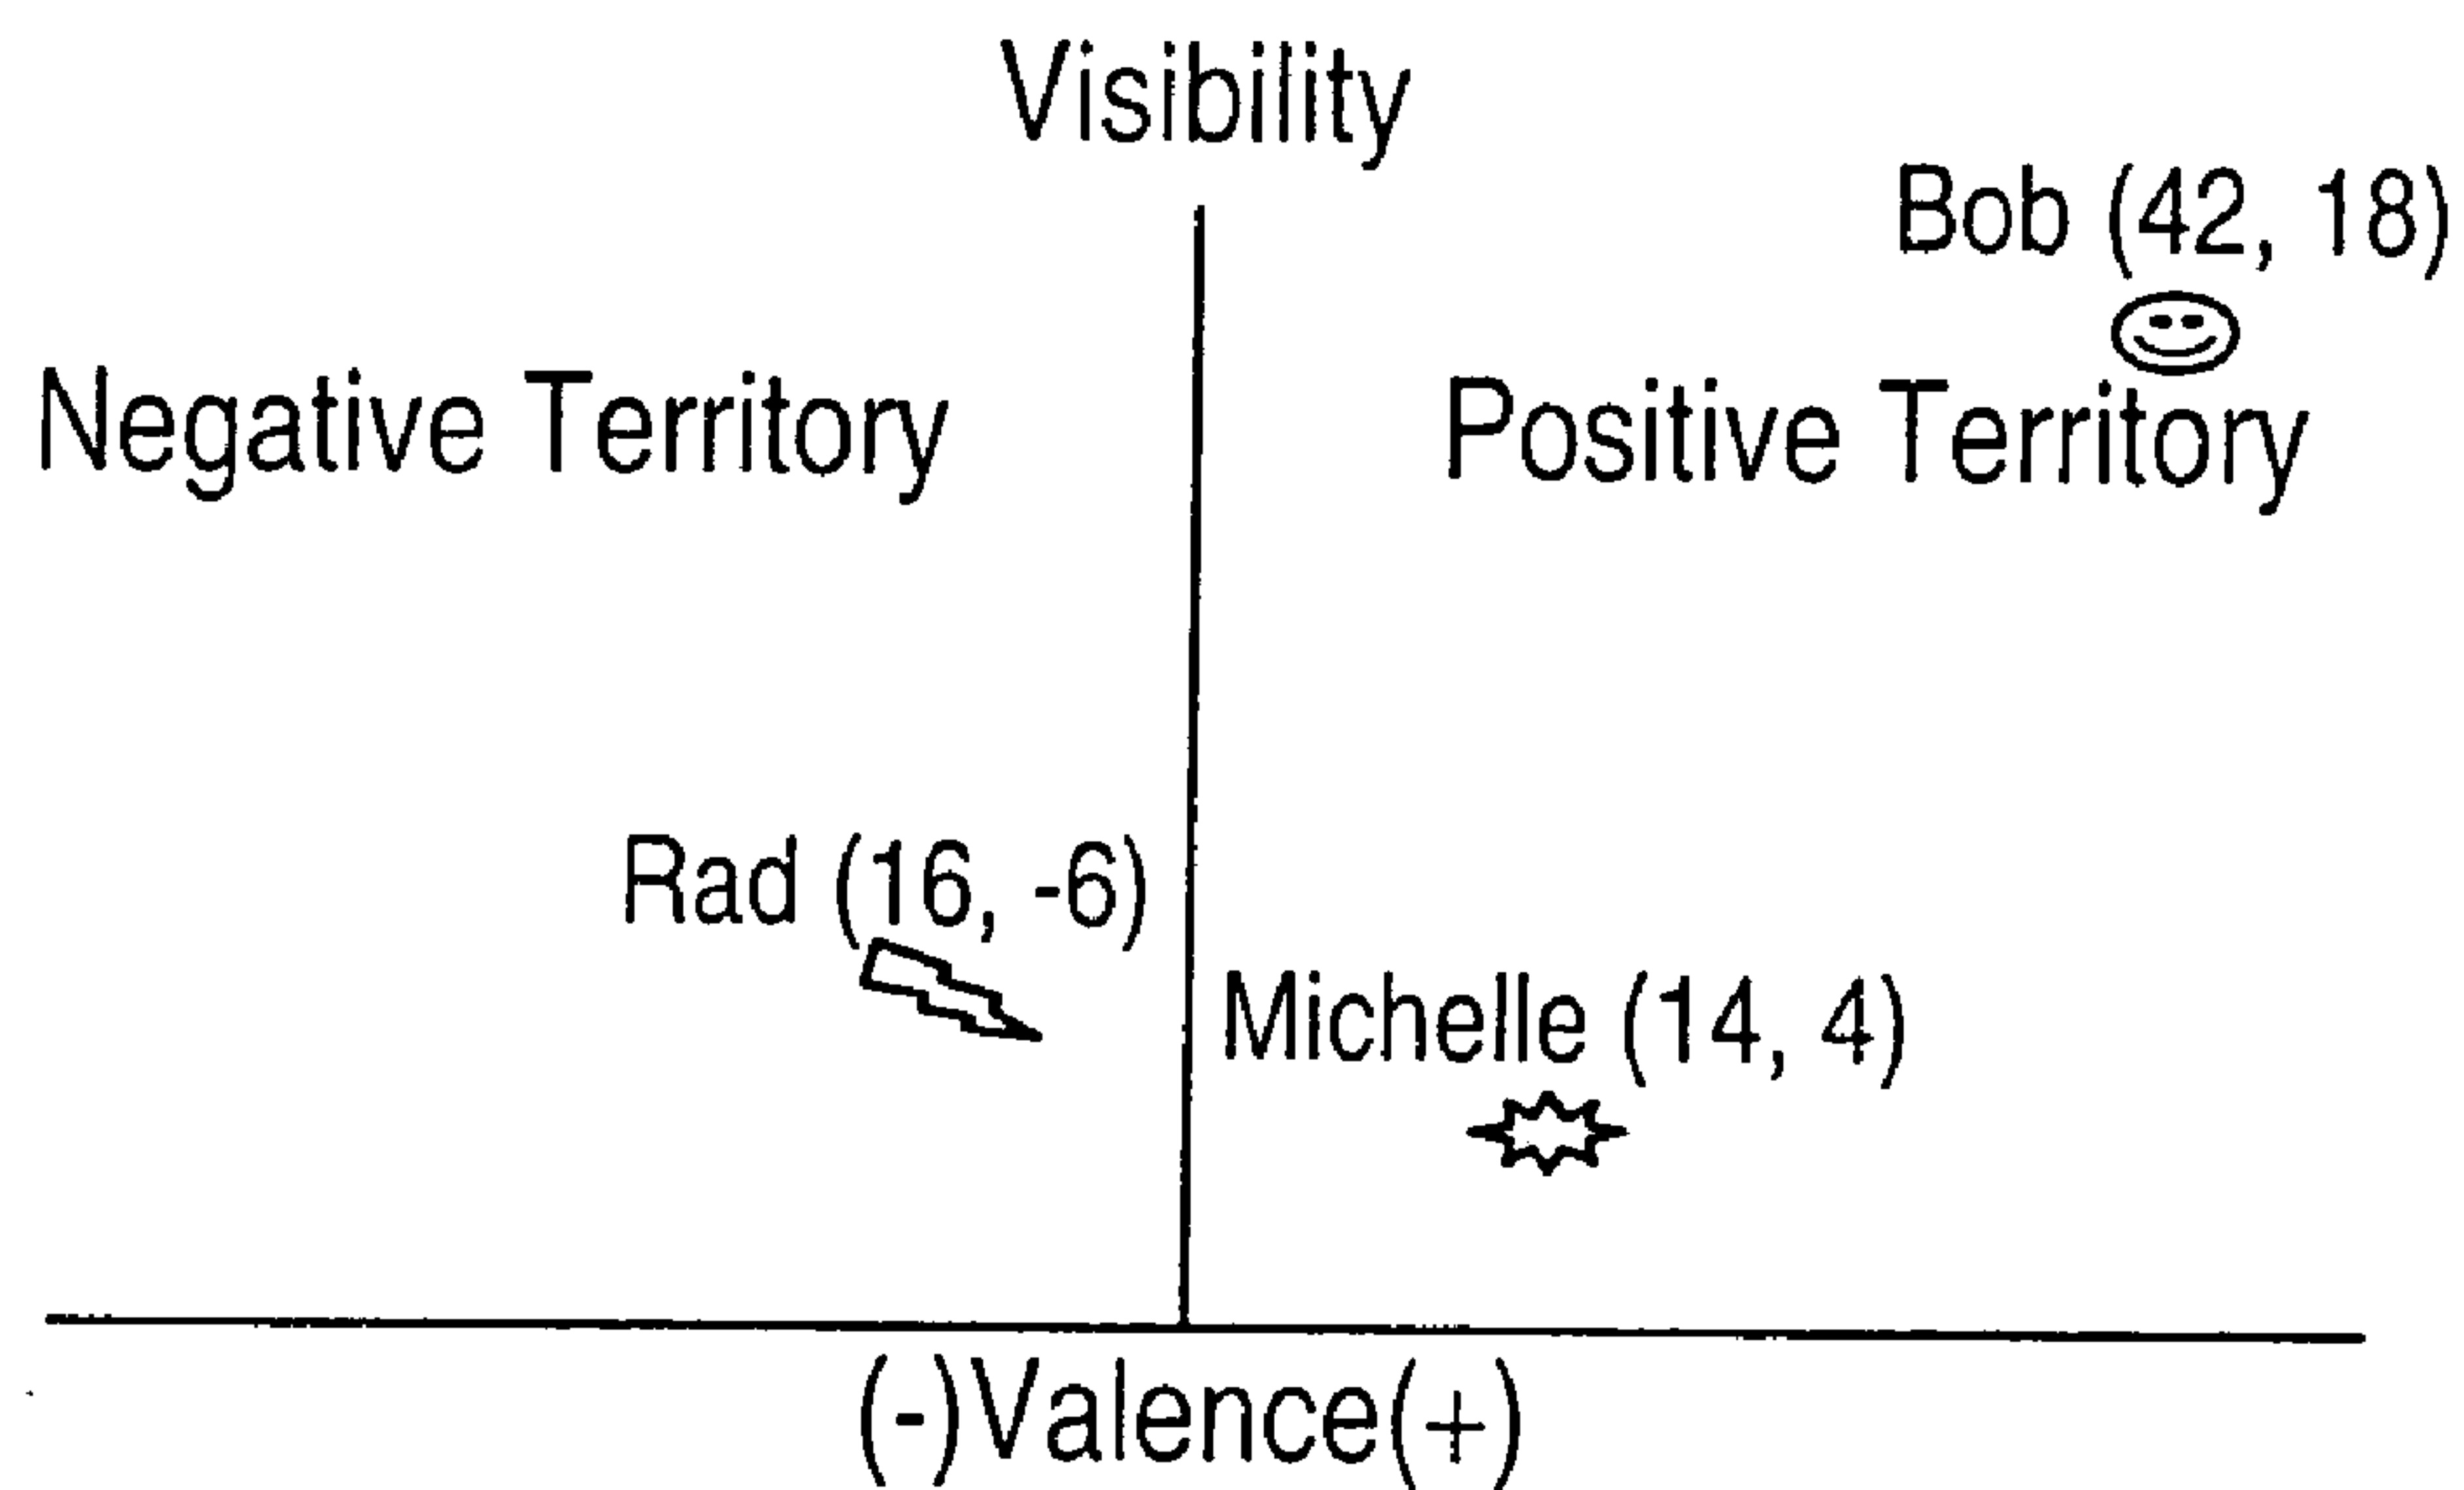 Visibility
Bob (42, 18)
Negative Territory
Positive Territory
Rad (16, -6)
Michelle (14, 4)
(-)Valence(+)